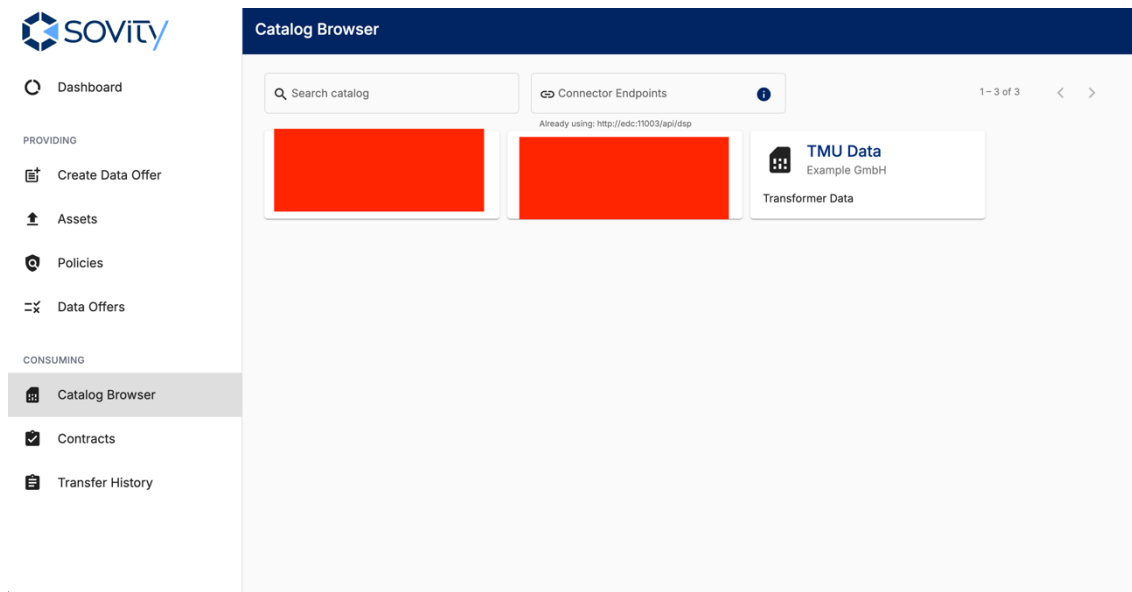 SOVITY
Catalog Browser
Dashboard
Search catalog
Connector Endpoints
1 – 3 of 3
Already using: http://edc:11003/api/dsp
PROVIDING
Create Data Offer
Assets
Policies
Data Offers
TMU Data
Example GmbH
Transformer Data
CONSUMING
Catalog Browser
Contracts
Transfer History